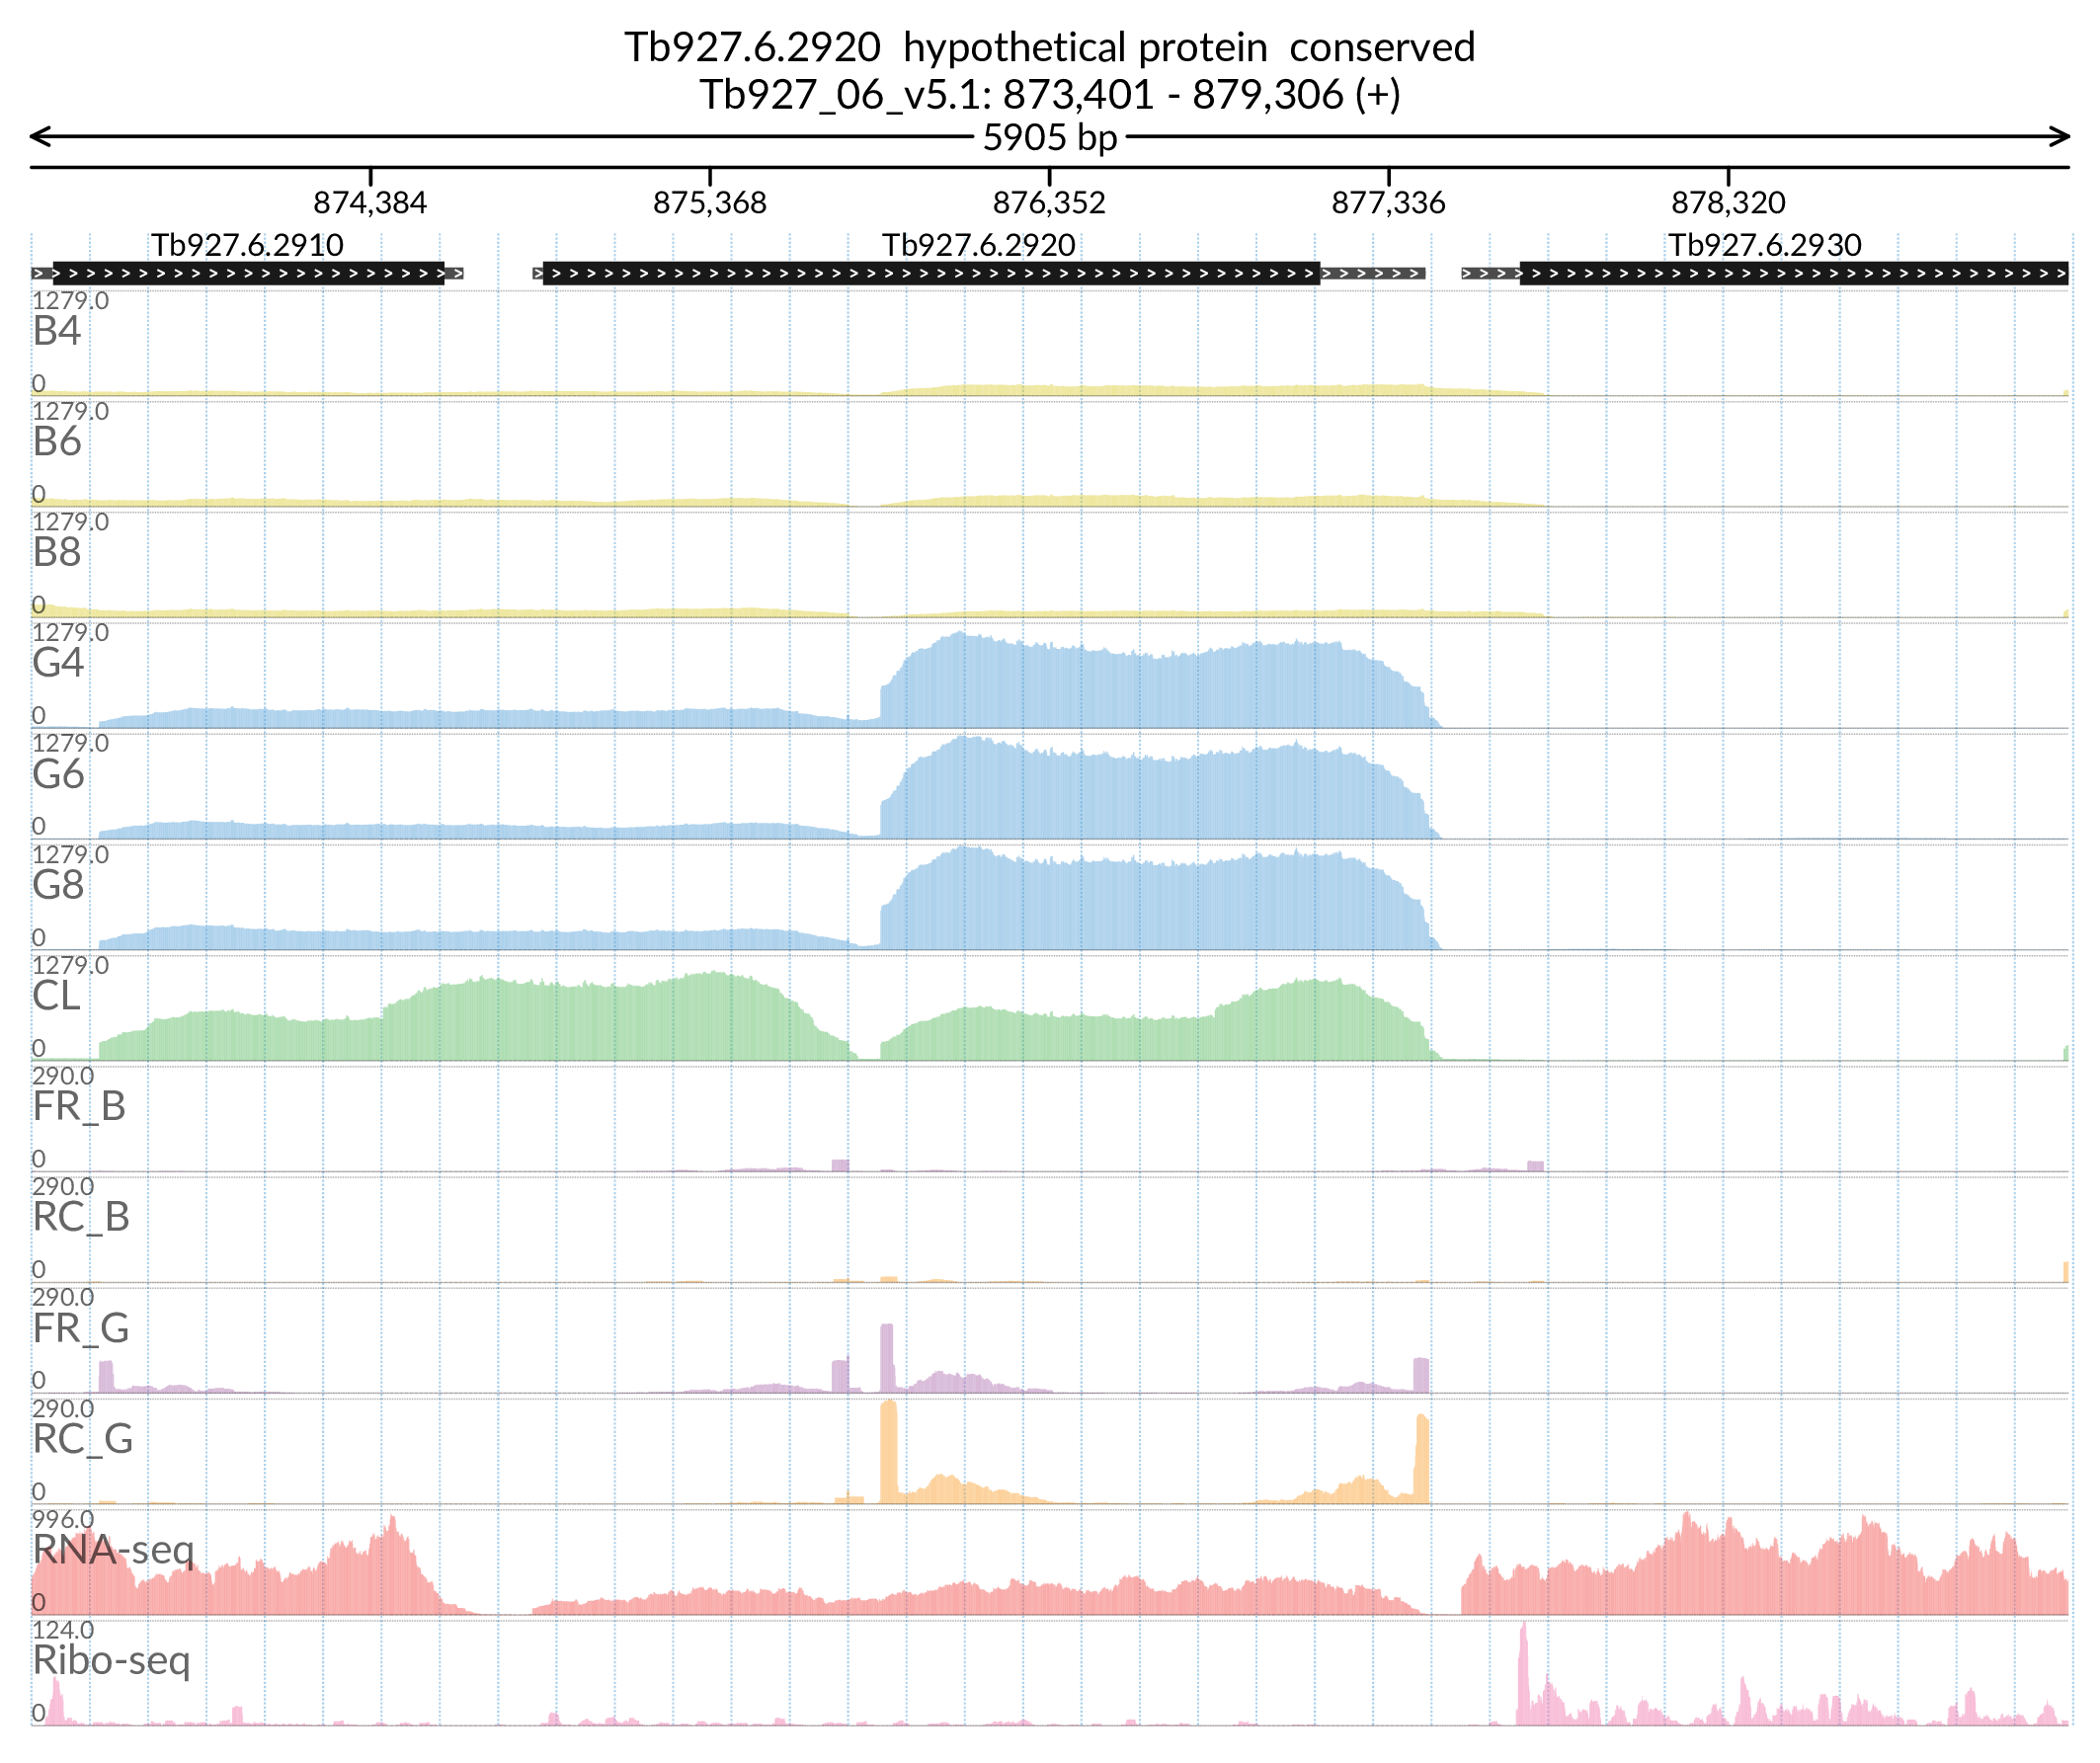 Tb927.6.2920  hypothetical protein  conserved
Tb927_06_v5.1: 873,401 - 879,306 (+)
5905 bp
874,384 875,368 876,352 877,336 878,320
Tb927.6.2910 Tb927.6.2920 Tb927.6.2930
1279.0
B4
0
1279.0
B6
0
1279.0
B8
0
1279.0
G4
0
1279.0
G6
0
1279.0
G8
0
1279.0
CL
0
290.0
FR_B
0
290.0
RC_B
0
290.0
FR_G
0
290.0
RC_G
0
996.0
RNA-seq
0
124.0
Ribo-seq
0